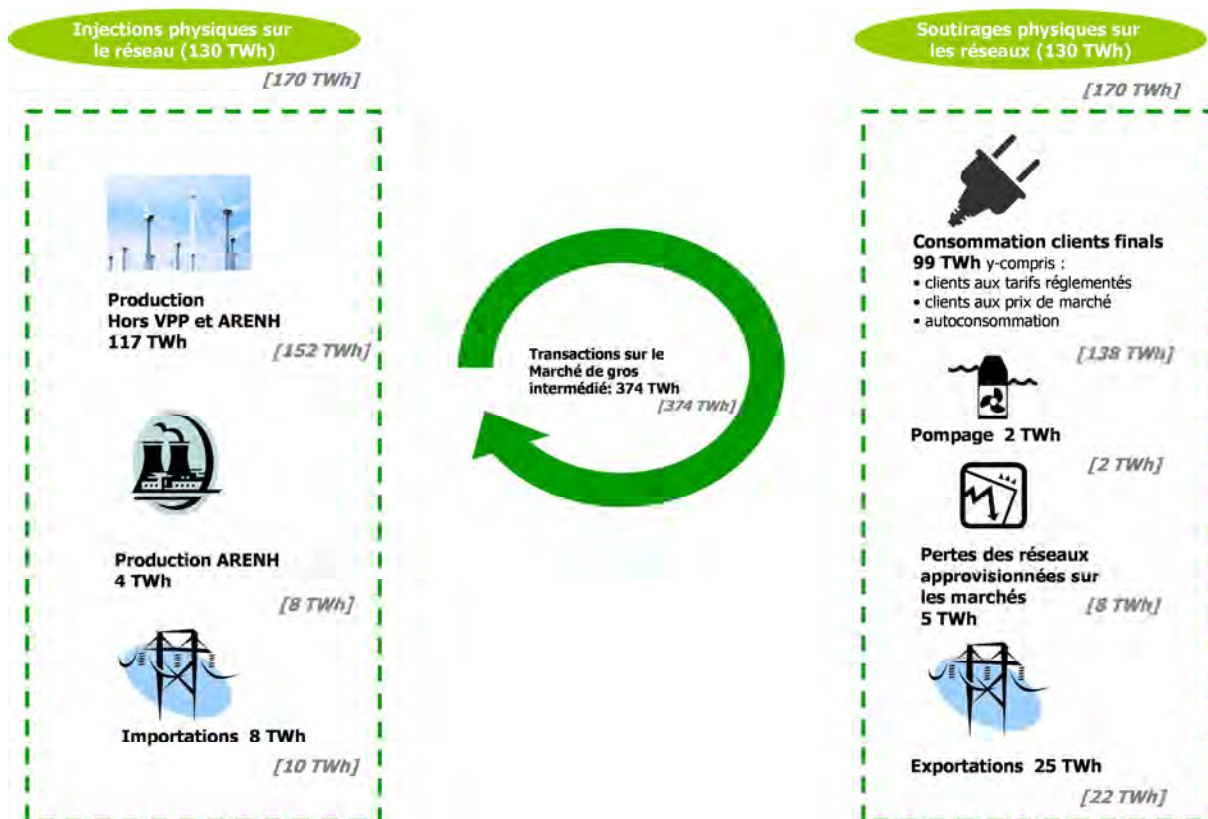 Injections physiques sur
le réseau (130 TWh)
[170 TWh]
Production
Hors VPP et ARENH
117 TWh
[152 TWh]
Production ARENH
4 TWh
[8 TWh]
Importations 8 TWh
[10 TWh]
Transactions sur le
Marché de gros
intermédié: 374 TWh
[374 TWh]
Soutirages physiques sur
les réseaux (130 TWh)
[170 TWh]
Consommation clients finals
99 TWh y-compris :
• clients aux tarifs réglementés
• clients aux prix de marché
• autoconsommation
[138 TWh]
Pompage 2 TWh
[2 TWh]
Pertes des réseaux
approvisionnées sur
les marchés
5 TWh
[8 TWh]
Exportations 25 TWh
[22 TWh]